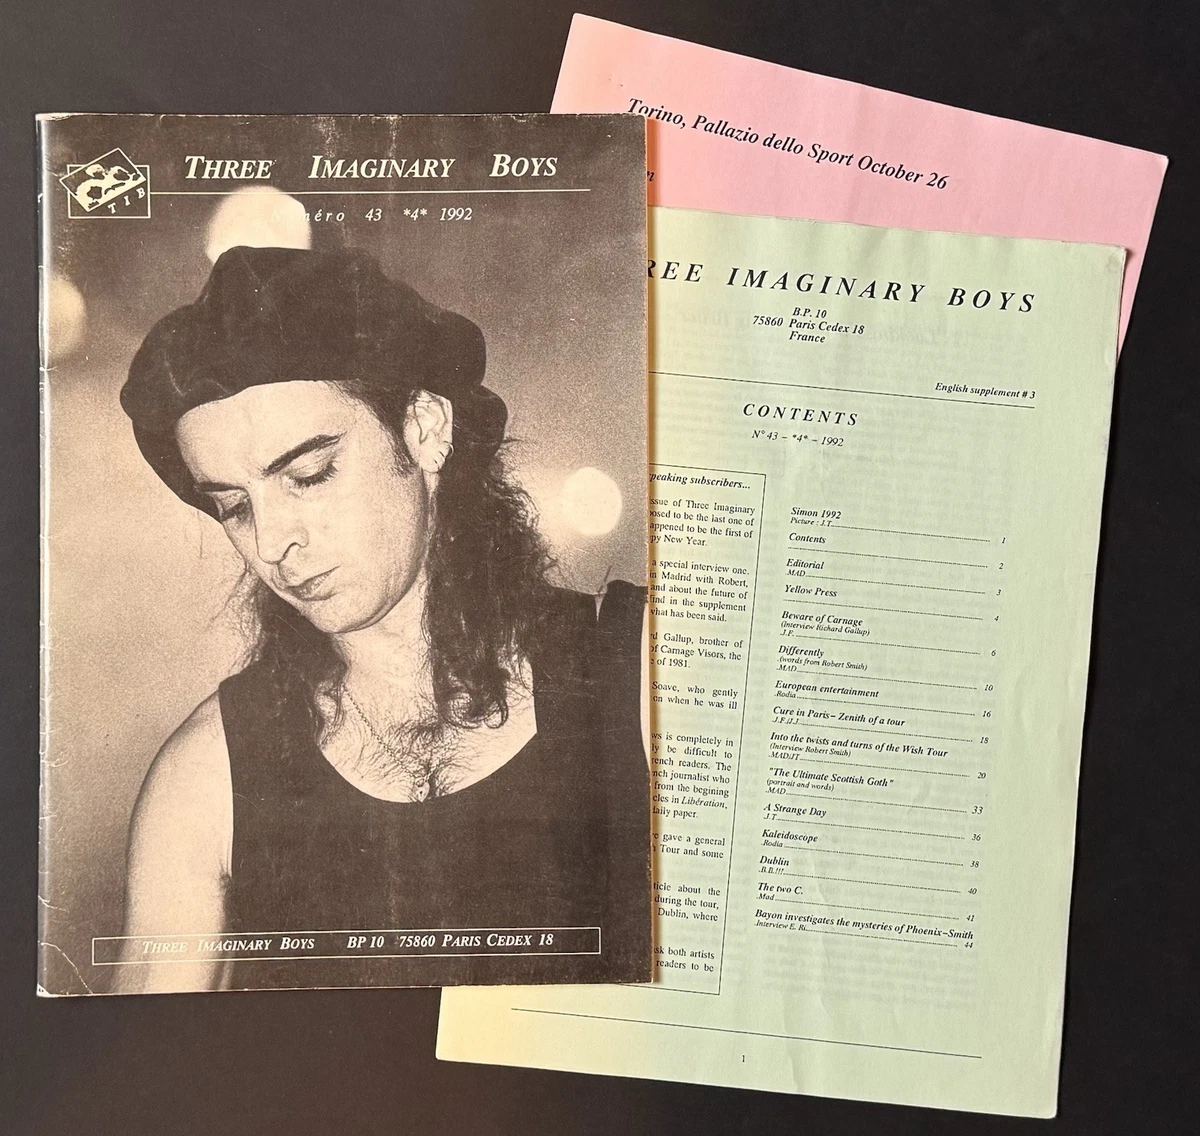 THREE IMAGINARY BOYS
TIB
Numéro 43 *4* 1992
THREE IMAGINARY BOYS BP 10 75860 PARIS CEDEX 18
Torino, Pallazio dello Sport October 26
REE IMAGINARY BOYS
B.P. 10
75860 Paris Cedex 18
France
English supplement # 3
CONTENTS
N° 43 – *4* – 1992
peaking subscribers...
ssue of Three Imaginary
osed to be the last one of
appened to be the first of
py New Year.
a special interview one.
n Madrid with Robert,
and about the future of
find in the supplement
what has been said.
d Gallup, brother of
of Carnage Visors, the
e of 1981.
Soave, who gently
on when he was ill
ws is completely in
ly be difficult to
rench readers. The
nch journalist who
from the begining
cles in Libération,
daily paper.
e gave a general
h Tour and some
ticle about the
during the tour,
Dublin, where
sk both artists
readers to be
Simon 1992
Picture : J.T. 1
Contents
2
Editorial
.MAD 3
Yellow Press
4
Beware of Carnage
(Interview Richard Gallup)
.J.F. 6
Differently
(words from Robert Smith)
.MAD 10
European entertainment
.Rodia 16
Cure in Paris– Zenith of a tour
.J.F./J.J. 18
Into the twists and turns of the Wish Tour
(Interview Robert Smith)
.MAD/JT 20
"The Ultimate Scottish Goth"
(portrait and words)
.MAD 33
A Strange Day
.J.T. 36
Kaleidoscope
.Rodia 38
Dublin
.B.B.!!! 40
The two C.
.Mad 41
Bayon investigates the mysteries of Phoenix–Smith
.Interview E. Ri. 44
1